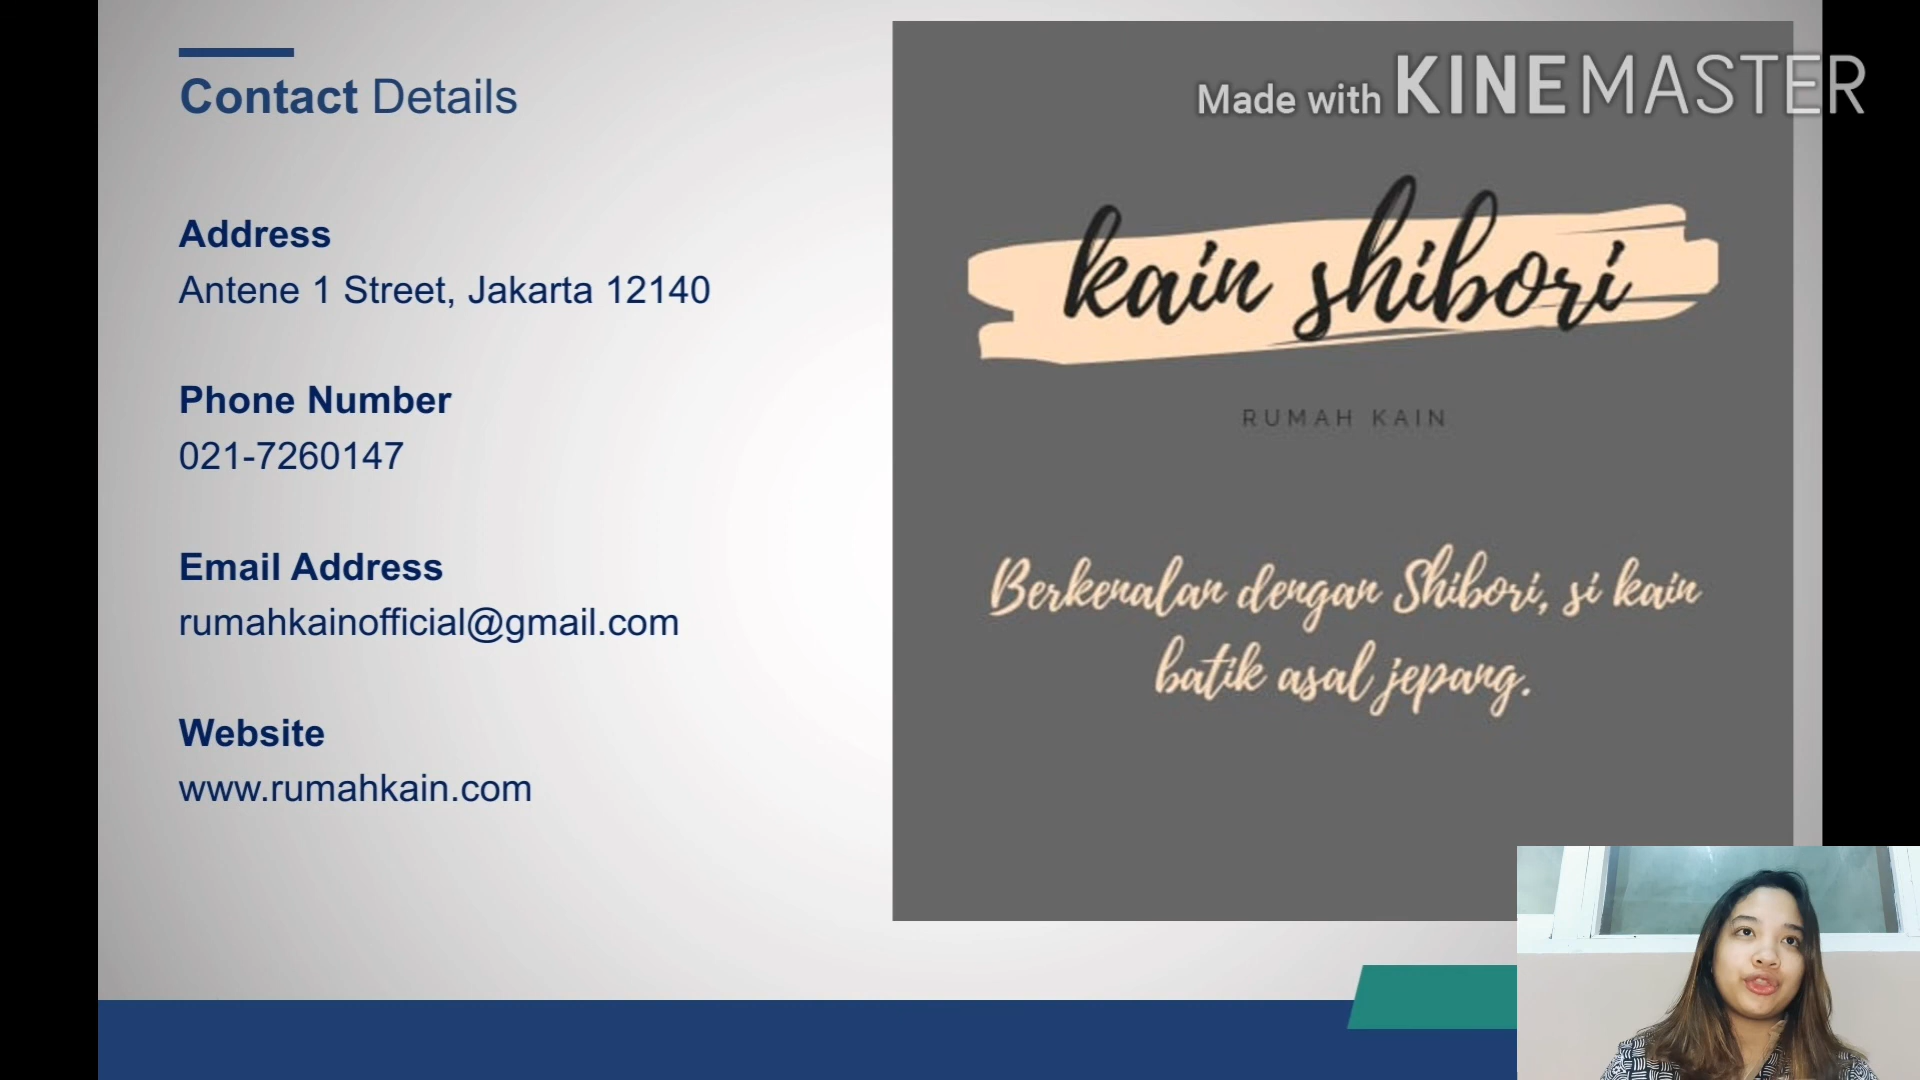 Contact Details
Address
Antene 1 Street, Jakarta 12140
Phone Number
021-7260147
Email Address
rumahkainofficial@gmail.com
Website
www.rumahkain.com
Made with KINEMASTER
kain shibori
RUMAH KAIN
Berkenalan dengan Shibori, si kain
batik asal jepang.